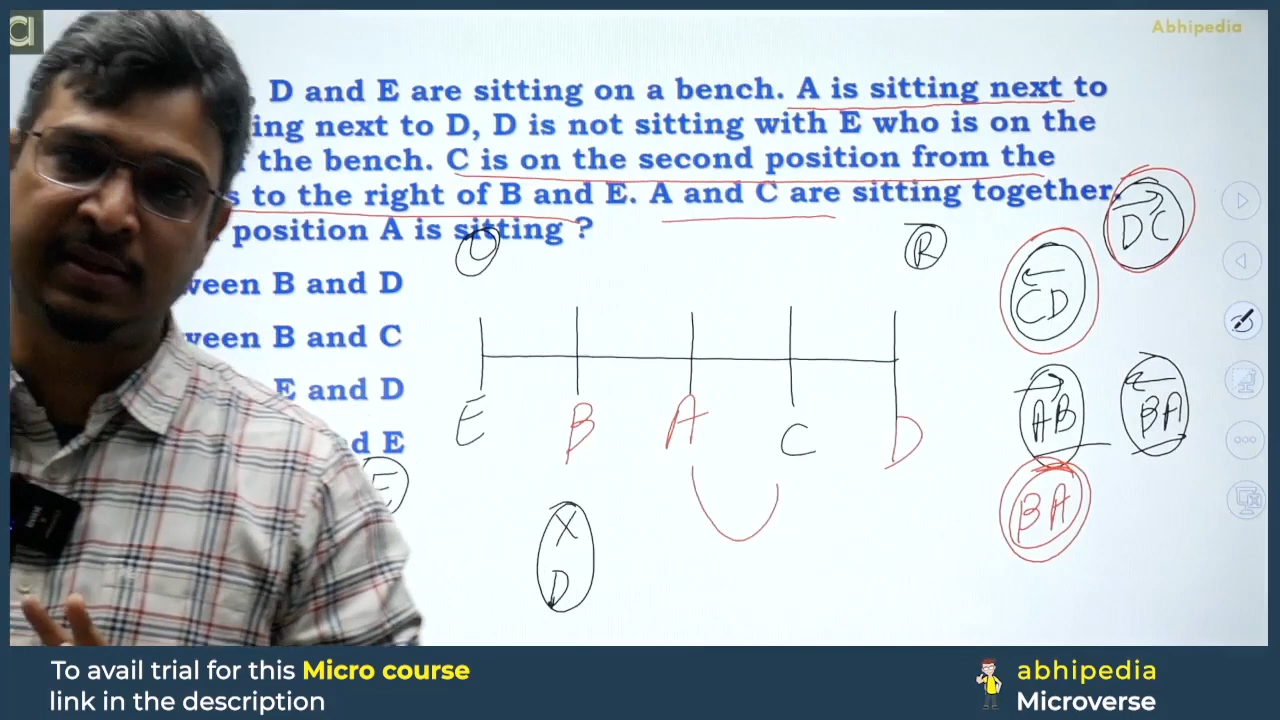 a
Abhipedia
D and E are sitting on a bench. A is sitting next to
ing next to D, D is not sitting with E who is on the
the bench. C is on the second position from the
s to the right of B and E. A and C are sitting together.
position A is sitting ?
R
D C
C D
ween B and D
ween B and C
E and D
d E
E B A C D
A B B A
E
B A
X
D
To avail trial for this Micro course
link in the description
abhipedia
Microverse